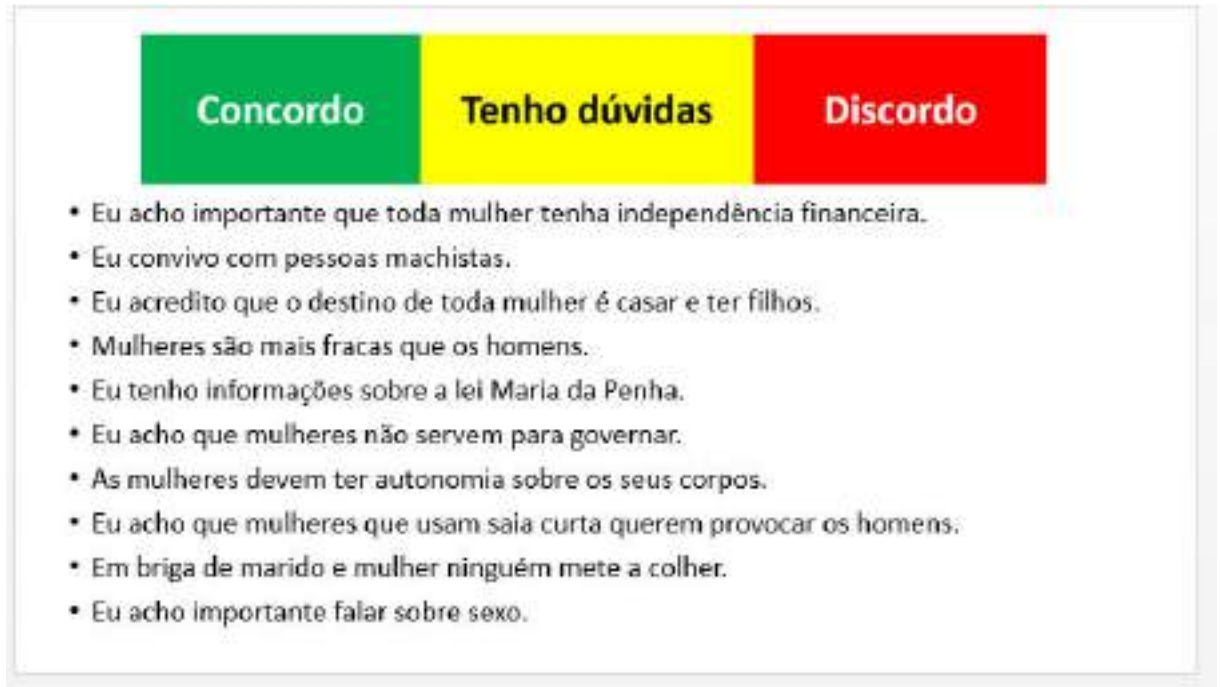 Concordo Tenho dúvidas Discordo
• Eu acho importante que toda mulher tenha independência financeira.
• Eu convivo com pessoas machistas.
• Eu acredito que o destino de toda mulher é casar e ter filhos.
• Mulheres são mais fracas que os homens.
• Eu tenho informações sobre a lei Maria da Penha.
• Eu acho que mulheres não servem para governar.
• As mulheres devem ter autonomia sobre os seus corpos.
• Eu acho que mulheres que usam saia curta querem provocar os homens.
• Em briga de marido e mulher ninguém mete a colher.
• Eu acho importante falar sobre sexo.